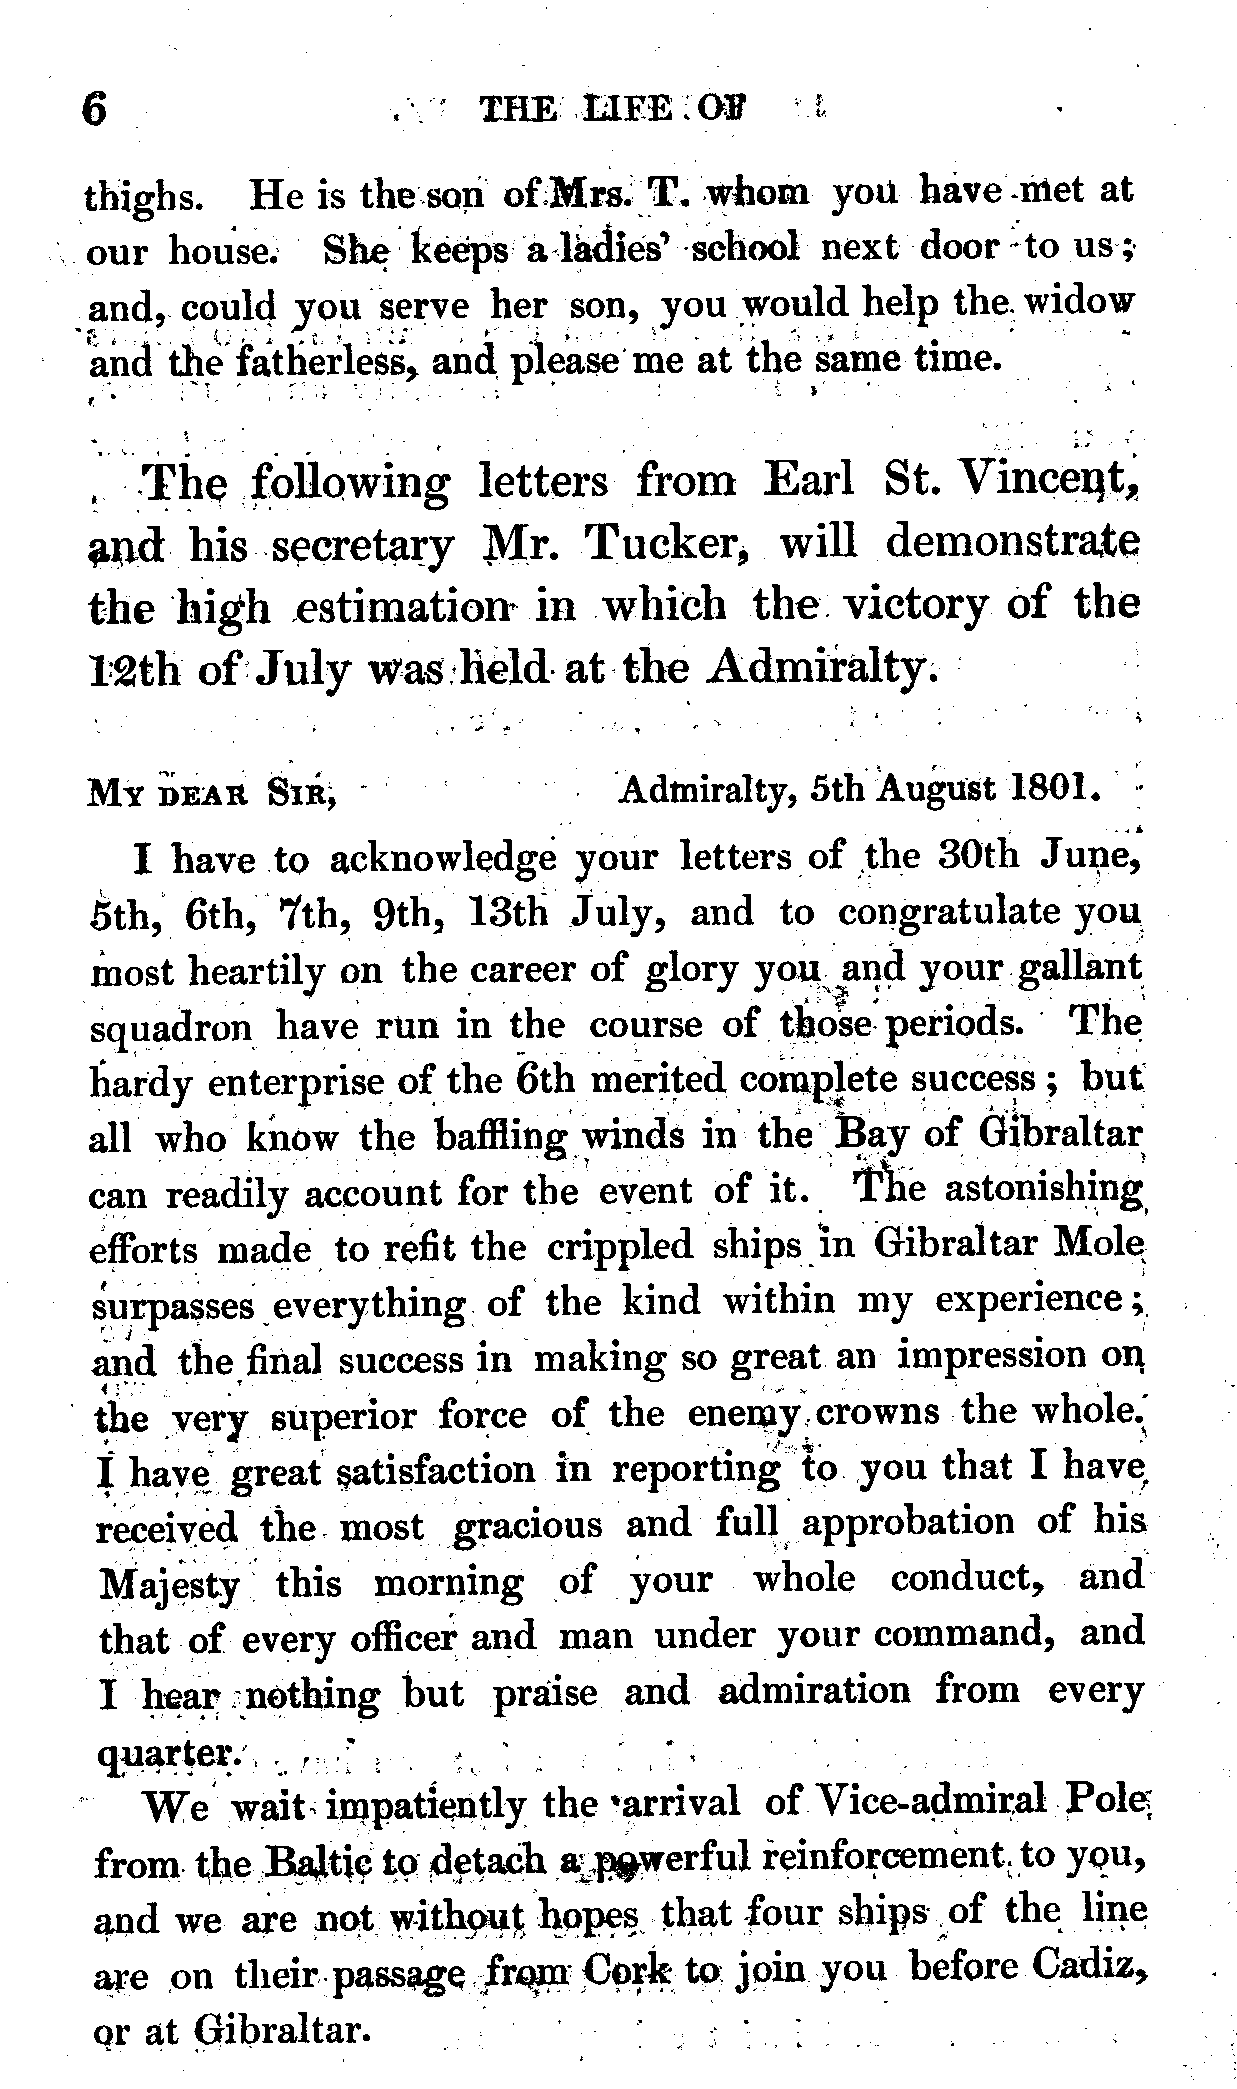 6 THE LIFE OF
thighs. He is the son of Mrs. T. whom you have met at
our house. She keeps a ladies' school next door to us;
and, could you serve her son, you would help the widow
and the fatherless, and please me at the same time.
The following letters from Earl St. Vincent,
and his secretary Mr. Tucker, will demonstrate
the high estimation in which the victory of the
12th of July was held at the Admiralty.
MY DEAR SIR, Admiralty, 5th August 1801.
I have to acknowledge your letters of the 30th June,
5th, 6th, 7th, 9th, 13th July, and to congratulate you
most heartily on the career of glory you and your gallant
squadron have run in the course of those periods. The
hardy enterprise of the 6th merited complete success; but
all who know the baffling winds in the Bay of Gibraltar
can readily account for the event of it. The astonishing
efforts made to refit the crippled ships in Gibraltar Mole
surpasses everything of the kind within my experience;
and the final success in making so great an impression on
the very superior force of the enemy crowns the whole.
I have great satisfaction in reporting to you that I have
received the most gracious and full approbation of his
Majesty this morning of your whole conduct, and
that of every officer and man under your command, and
I hear nothing but praise and admiration from every
quarter.
We wait impatiently the arrival of Vice-admiral Pole
from the Baltic to detach a powerful reinforcement to you,
and we are not without hopes that four ships of the line
are on their passage from Cork to join you before Cadiz,
or at Gibraltar.